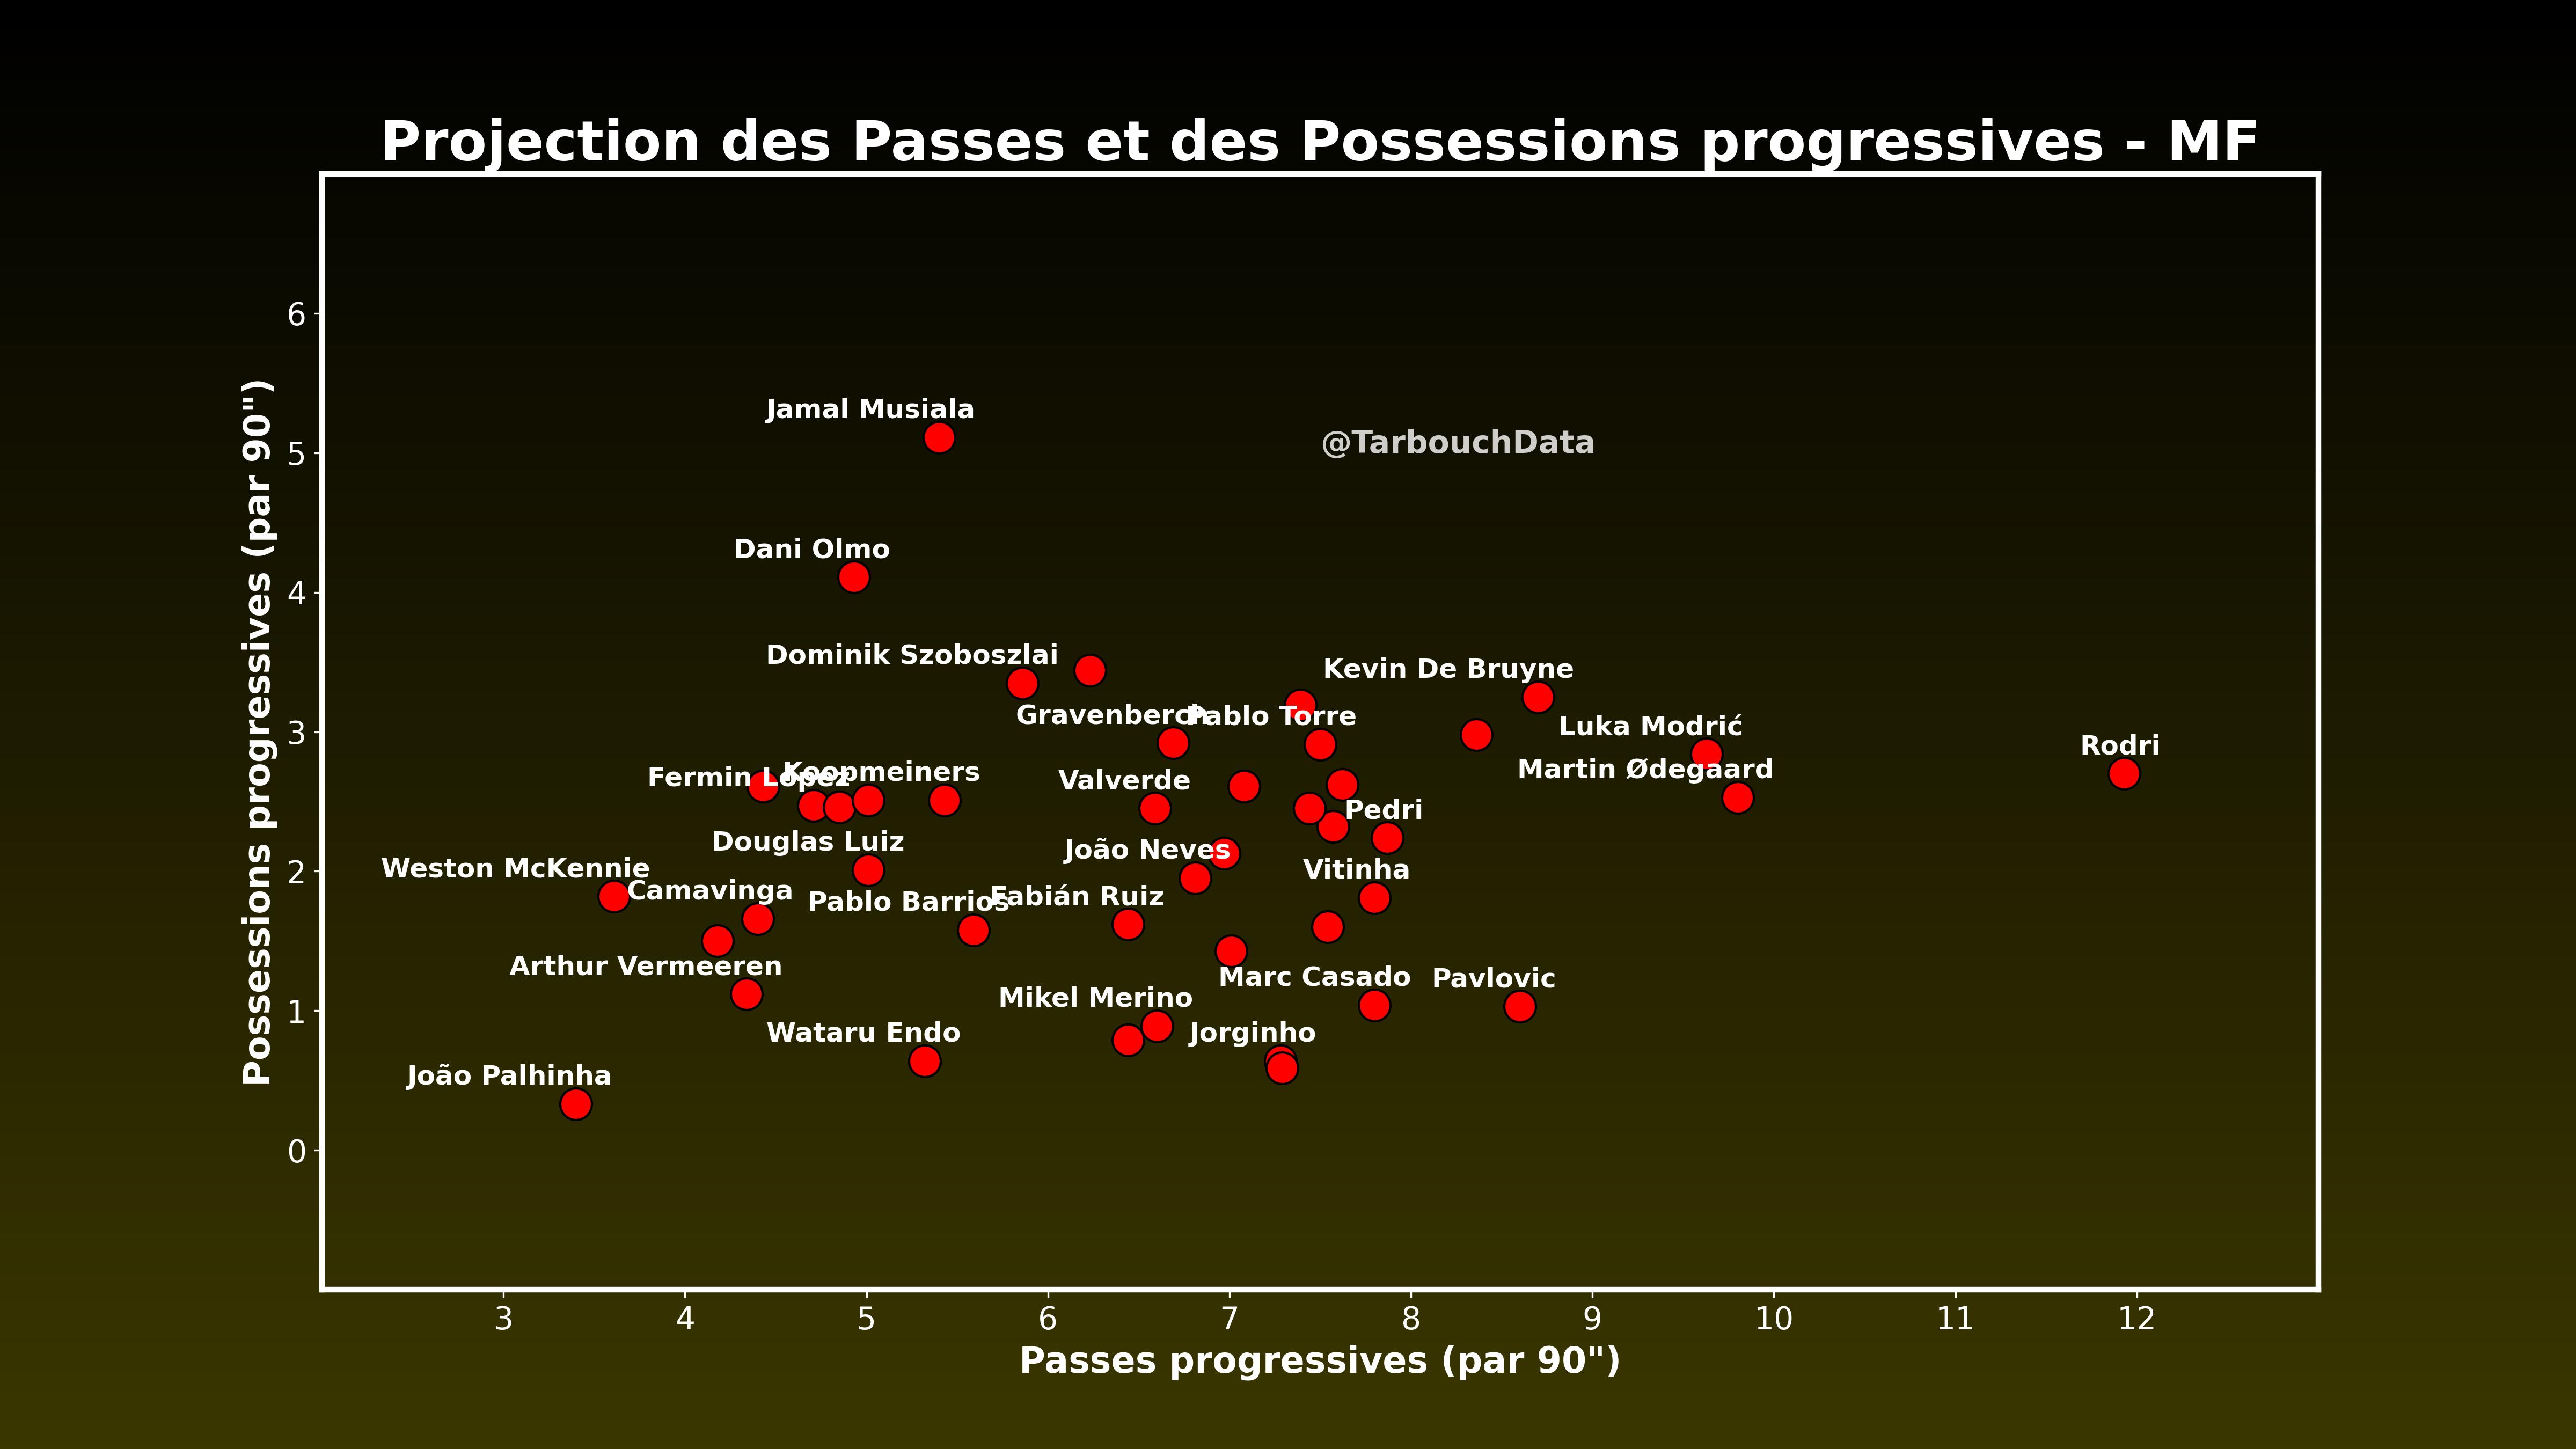 Projection des Passes et des Possessions progressives - MF
Possessions progressives (par 90")
6
5
4
3
2
1
0
Jamal Musiala
@TarbouchData
Dani Olmo
Dominik Szoboszlai
Kevin De Bruyne
Gravenberch
Pablo Torre
Luka Modrić
Rodri
Martin Ødegaard
Fermin López
Koopmeiners
Valverde
Pedri
Douglas Luiz
João Neves
Weston McKennie
Vitinha
Camavinga
Pablo Barrios
Fabián Ruiz
Arthur Vermeeren
Marc Casado
Pavlovic
Mikel Merino
Wataru Endo
Jorginho
João Palhinha
3 4 5 6 7 8 9 10 11 12
Passes progressives (par 90")